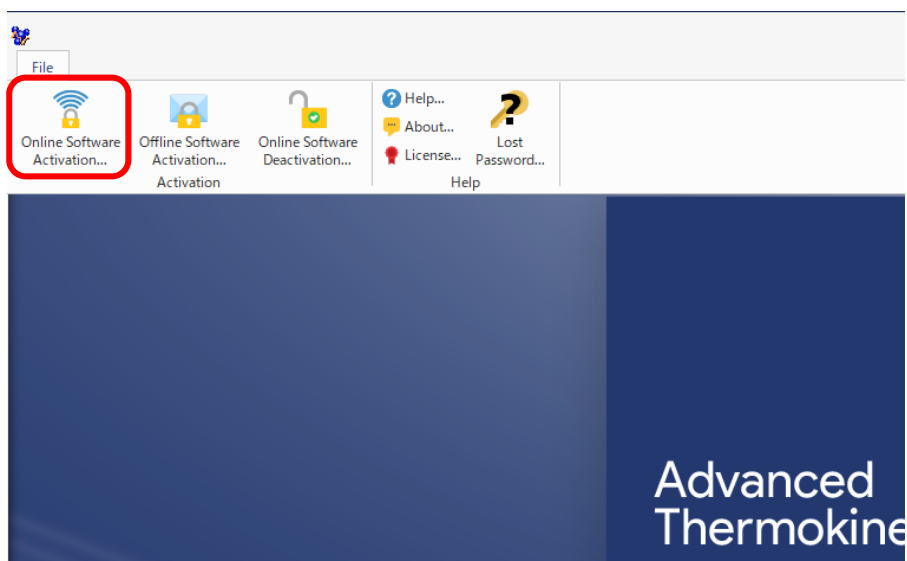 File
Online Software
Activation...
Offline Software
Activation...
Online Software
Deactivation...
Activation
Help...
About...
License...
Lost
Password...
Help
Advanced
Thermokine